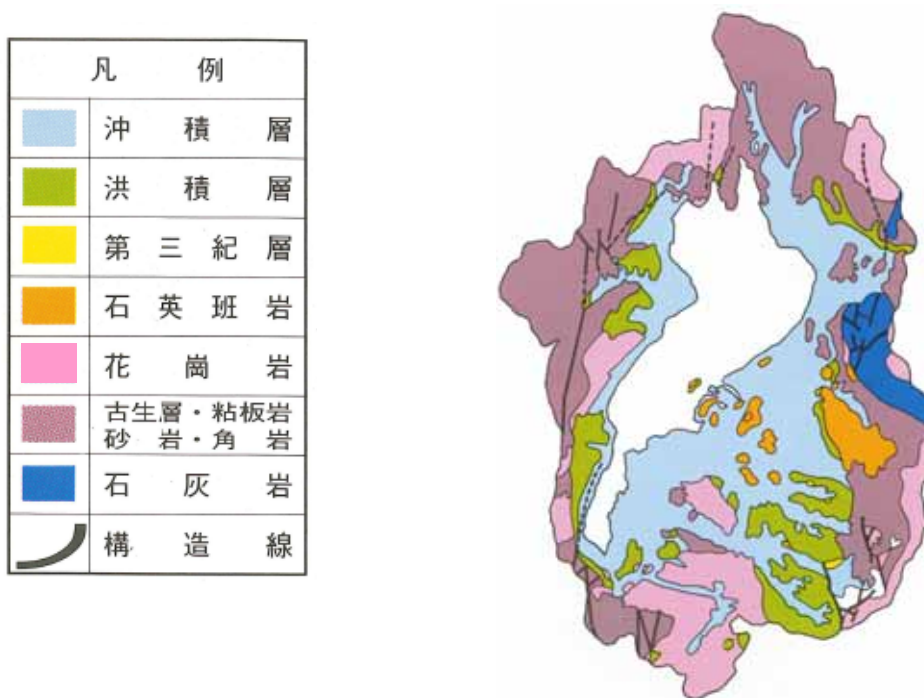 凡例
沖積層
洪積層
第三紀層
石英班岩
花崗岩
古生層・粘板岩
砂岩・角岩
石灰岩
構造線